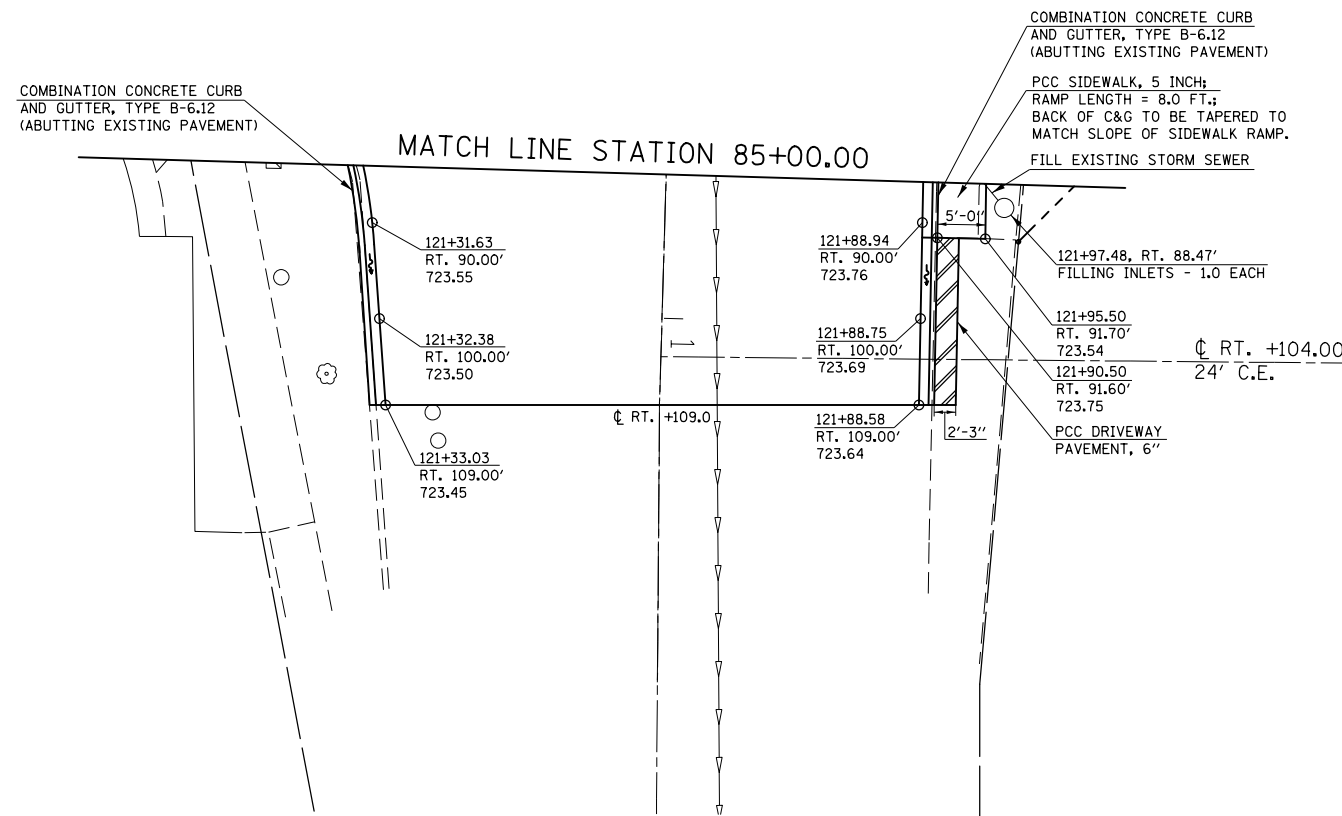 COMBINATION CONCRETE CURB
AND GUTTER, TYPE B-6.12
(ABUTTING EXISTING PAVEMENT)
PCC SIDEWALK, 5 INCH;
RAMP LENGTH = 8.0 FT.;
BACK OF C&G TO BE TAPERED TO
MATCH SLOPE OF SIDEWALK RAMP.
FILL EXISTING STORM SEWER
COMBINATION CONCRETE CURB
AND GUTTER, TYPE B-6.12
(ABUTTING EXISTING PAVEMENT)
MATCH LINE STATION 85+00.00
5'-0"
121+31.63
RT. 90.00'
723.55
121+88.94
RT. 90.00'
723.76
121+97.48, RT. 88.47'
FILLING INLETS - 1.0 EACH
121+32.38
RT. 100.00'
723.50
121+88.75
RT. 100.00'
723.69
121+95.50
RT. 91.70'
723.54
℄ RT. +104.00
24' C.E.
121+90.50
RT. 91.60'
723.75
11
℄ RT. +109.0
121+33.03
RT. 109.00'
723.45
121+88.58
RT. 109.00'
723.64
2'-3''
PCC DRIVEWAY
PAVEMENT, 6''